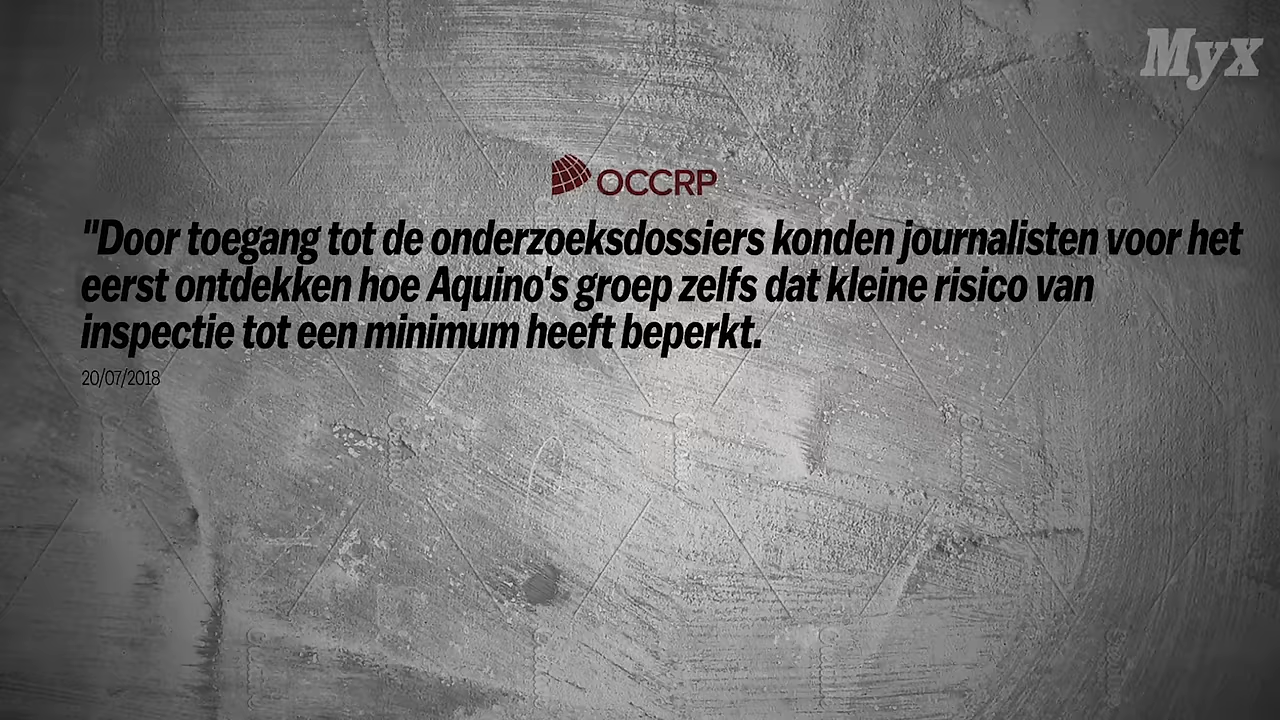 Myx
OCCRP
"Door toegang tot de onderzoeksdossiers konden journalisten voor het
eerst ontdekken hoe Aquino's groep zelfs dat kleine risico van
inspectie tot een minimum heeft beperkt.
20/07/2018